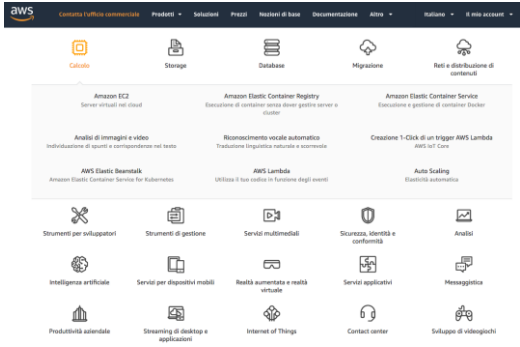 aws
Contatta l'ufficio commerciale Prodotti Soluzioni Prezzi Nozioni di base Documentazione Altro Italiano Il mio account
Calcolo Storage Database Migrazione Reti e distribuzione di
contenuti
Amazon EC2 Amazon Elastic Container Registry Amazon Elastic Container Service
Server virtuali nel cloud Esecuzione di container senza dover gestire server o Esecuzione e gestione di container Docker
cluster
Analisi di immagini e video Riconoscimento vocale automatico Creazione 1-Click di un trigger AWS Lambda
Individuazione di spunti e corrispondenze nel testo Traduzione linguistica naturale e scorrevole AWS IoT Core
AWS Elastic Beanstalk AWS Lambda Auto Scaling
Amazon Elastic Container Service for Kubernetes Utilizza il tuo codice in funzione degli eventi Elasticità automatica
Strumenti per sviluppatori Strumenti di gestione Servizi multimediali Sicurezza, identità e Analisi
conformità
Intelligenza artificiale Servizi per dispositivi mobili Realtà aumentata e realtà Servizi applicativi Messaggistica
virtuale
Produttività aziendale Streaming di desktop e Internet of Things Contact center Sviluppo di videogiochi
applicazioni